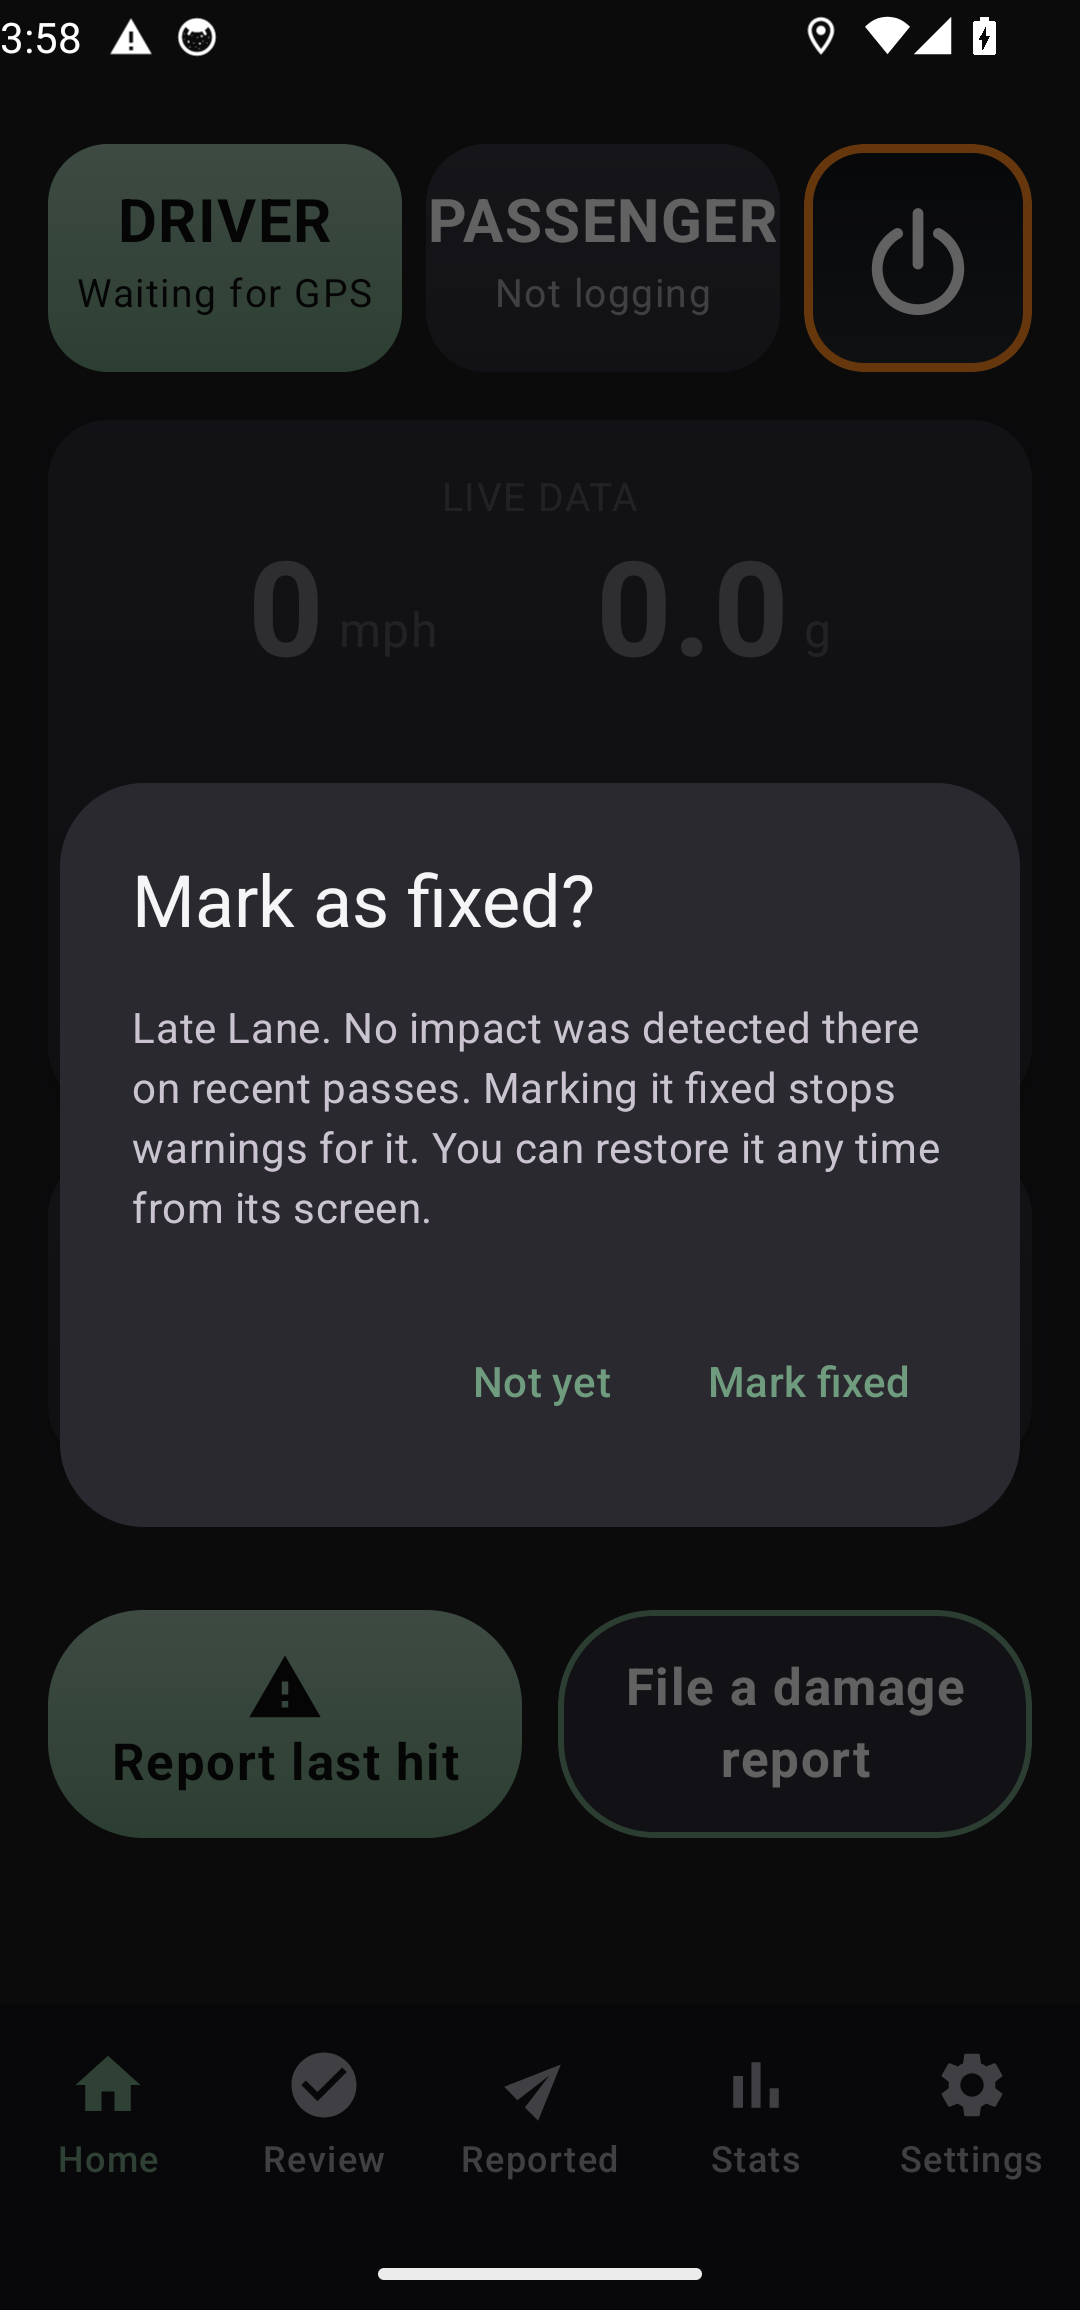 3:58
DRIVER
Waiting for GPS
PASSENGER
Not logging
LIVE DATA
0 mph
0.0 g
Mark as fixed?
Late Lane. No impact was detected there
on recent passes. Marking it fixed stops
warnings for it. You can restore it any time
from its screen.
Not yet
Mark fixed
Report last hit
File a damage
report
Home
Review
Reported
Stats
Settings